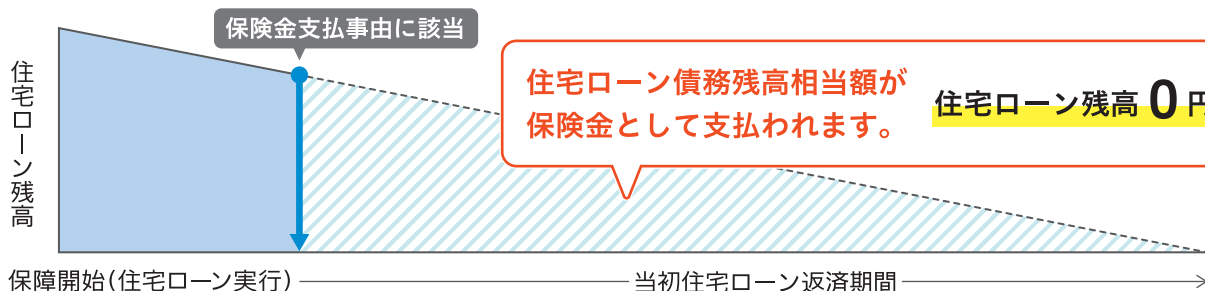 保険金支払事由に該当
住宅ローン残高
住宅ローン債務残高相当額が
保険金として支払われます。
住宅ローン残高 0 円
保障開始(住宅ローン実行)
当初住宅ローン返済期間